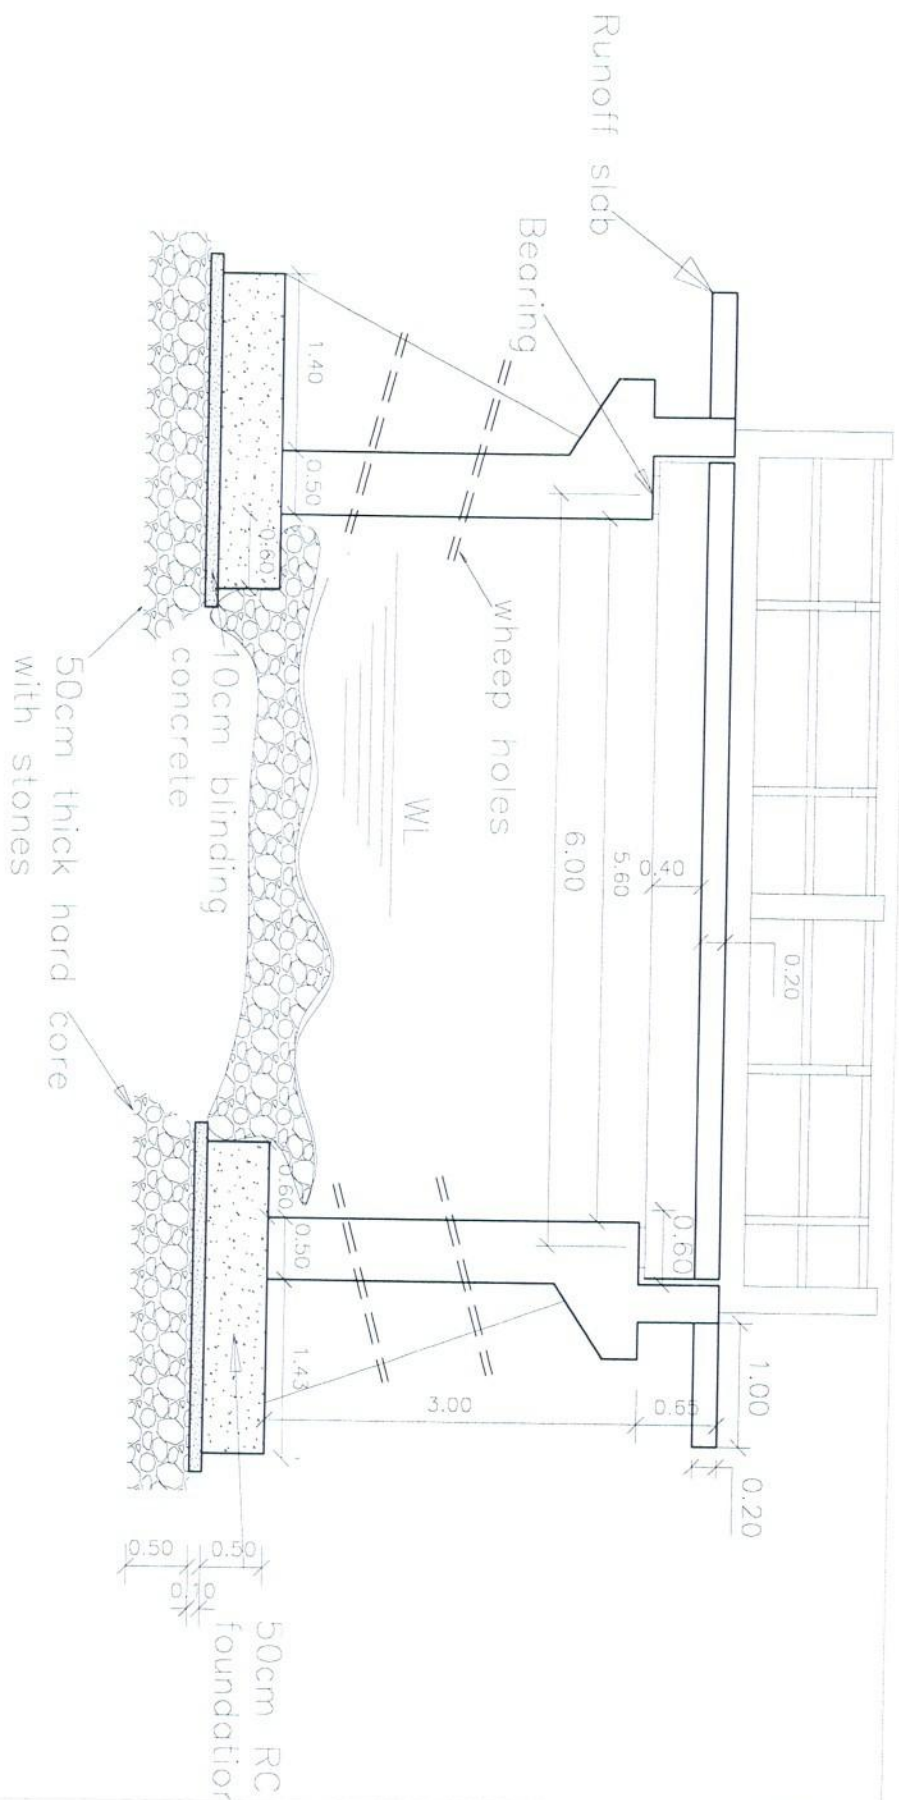 Runoff slab
Bearing
wheep holes
WL
10cm blinding
concrete
50cm thick hard core
with stones
50cm RC
foundation
1.40
0.50
0.60
6.00
5.60
0.40
0.20
0.60
0.60
0.50
1.43
3.00
0.65
1.00
0.20
0.50
0.10
0.50